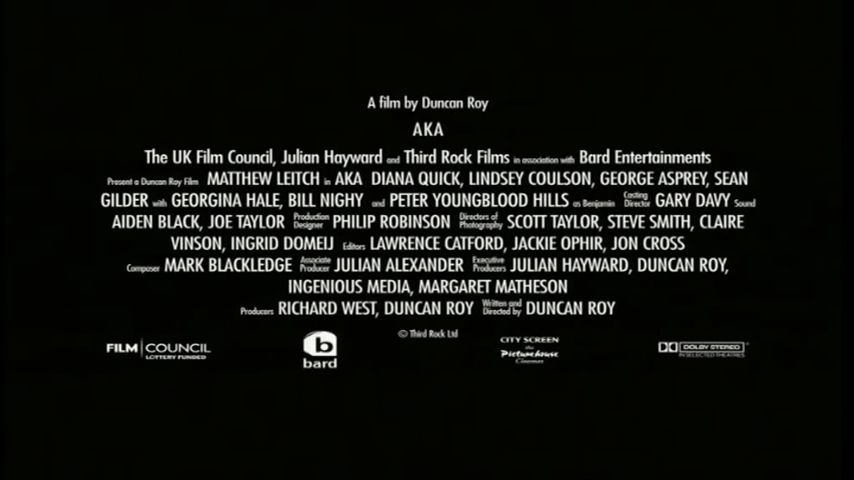 A film by Duncan Roy
AKA
The UK Film Council, Julian Hayward and Third Rock Films in association with Bard Entertainments
Present a Duncan Roy Film MATTHEW LEITCH in AKA DIANA QUICK, LINDSEY COULSON, GEORGE ASPREY, SEAN
GILDER with GEORGINA HALE, BILL NIGHY and PETER YOUNGBLOOD HILLS as Benjamin Casting Director GARY DAVY Sound
AIDEN BLACK, JOE TAYLOR Production Designer PHILIP ROBINSON Directors of Photography SCOTT TAYLOR, STEVE SMITH, CLAIRE
VINSON, INGRID DOMEIJ Editors LAWRENCE CATFORD, JACKIE OPHIR, JON CROSS
Composer MARK BLACKLEDGE Associate Producer JULIAN ALEXANDER Executive Producers JULIAN HAYWARD, DUNCAN ROY,
INGENIOUS MEDIA, MARGARET MATHESON
Producers RICHARD WEST, DUNCAN ROY Written and Directed by DUNCAN ROY
© Third Rock Ltd
FILM COUNCIL
LOTTERY FUNDED
b
bard
CITY SCREEN
the
Picturehouse
Cinemas
DOLBY STEREO
IN SELECTED THEATRES